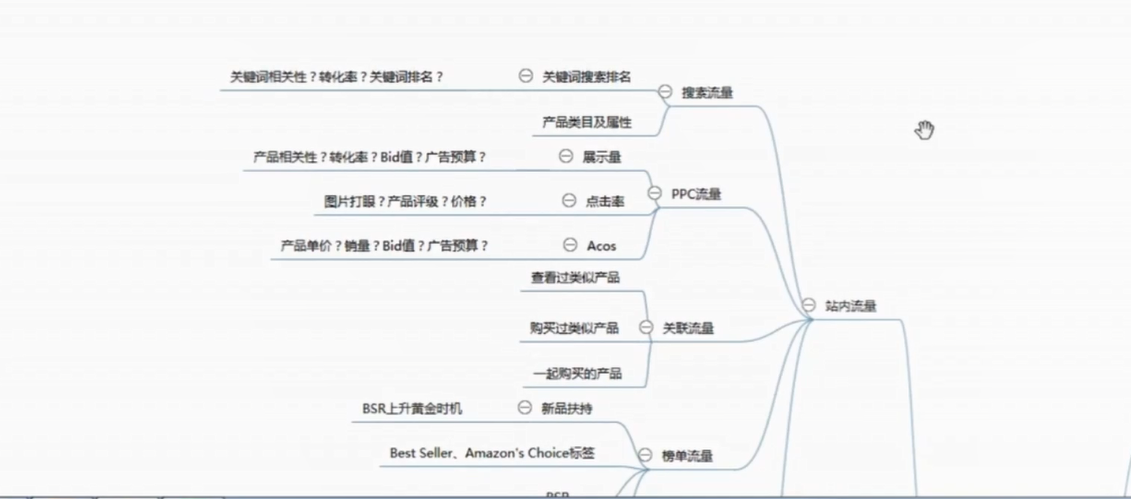 关键词相关性？转化率？关键词排名？
关键词搜索排名
搜索流量
产品类目及属性
产品相关性？转化率？Bid值？广告预算？
展示量
PPC流量
图片打眼？产品评级？价格？
点击率
产品单价？销量？Bid值？广告预算？
Acos
查看过类似产品
站内流量
购买过类似产品
关联流量
一起购买的产品
BSR上升黄金时机
新品扶持
Best Seller、Amazon's Choice标签
榜单流量